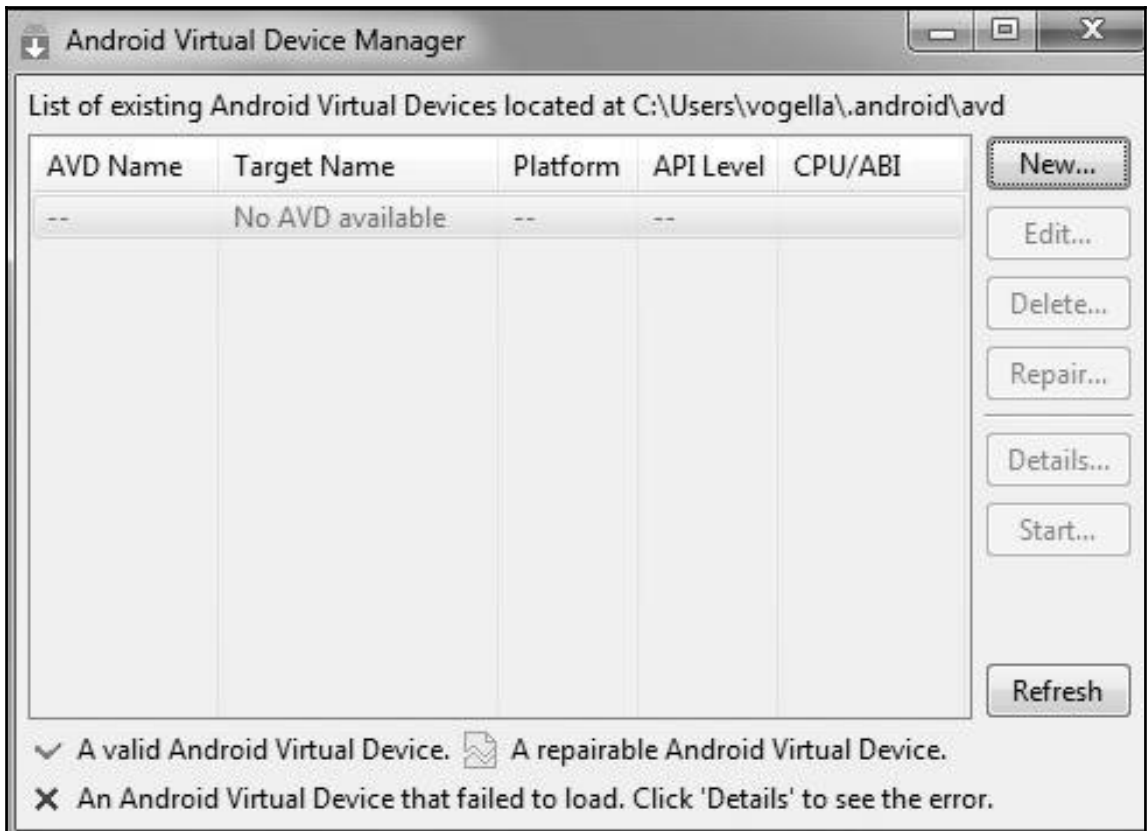 Android Virtual Device Manager
List of existing Android Virtual Devices located at C:\Users\vogella\.android\avd
AVD Name Target Name Platform API Level CPU/ABI
-- No AVD available -- --
New...
Edit...
Delete...
Repair...
Details...
Start...
Refresh
A valid Android Virtual Device. A repairable Android Virtual Device.
An Android Virtual Device that failed to load. Click 'Details' to see the error.